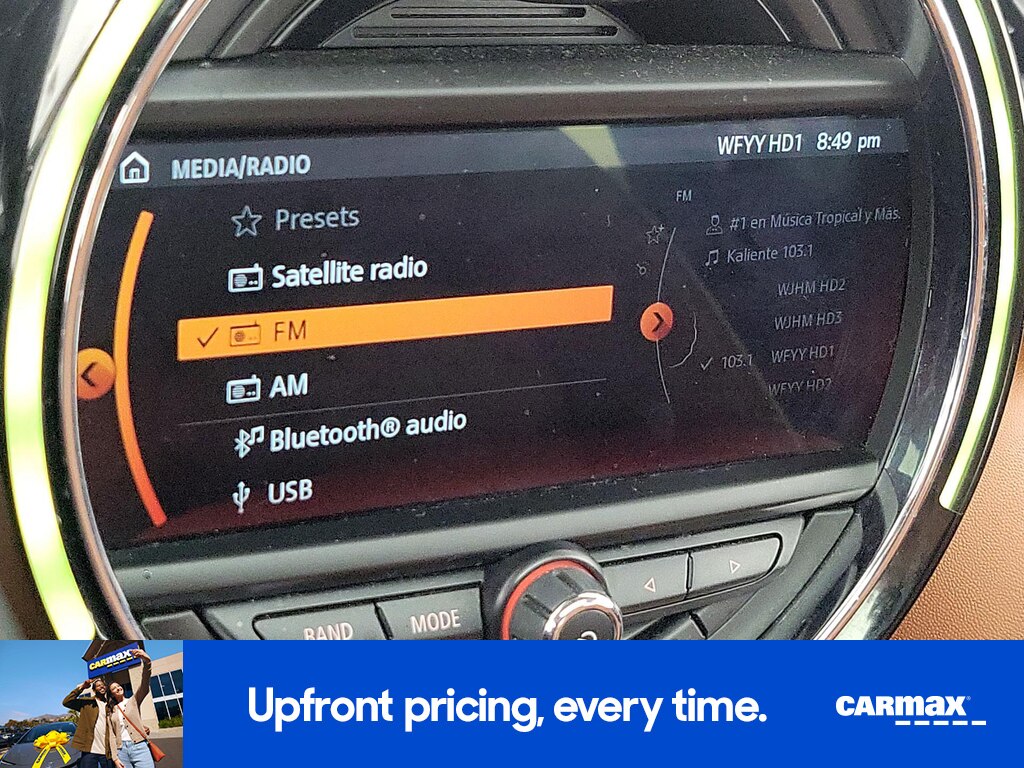 MEDIA/RADIO
WFYY HD1 8:49 pm
Presets
Satellite radio
FM
AM
Bluetooth® audio
USB
FM
#1 en Música Tropical y Más.
Kaliente 103.1
WJHM HD2
WJHM HD3
103.1 WFYY HD1
WFYY HD2
BAND
MODE
CARMAX
Upfront pricing, every time.
CARMAX